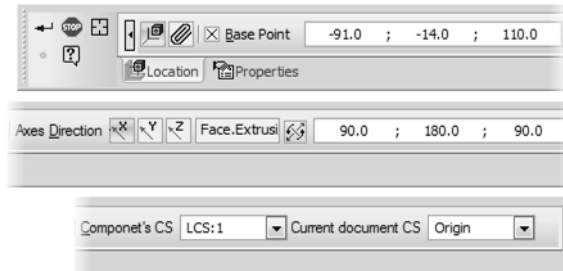 STOP Base Point -91.0 ; -14.0 ; 110.0
?
Location Properties
Axes Direction X Y Z Face.Extrusi 90.0 ; 180.0 ; 90.0
Componet's CS LCS:1 Current document CS Origin